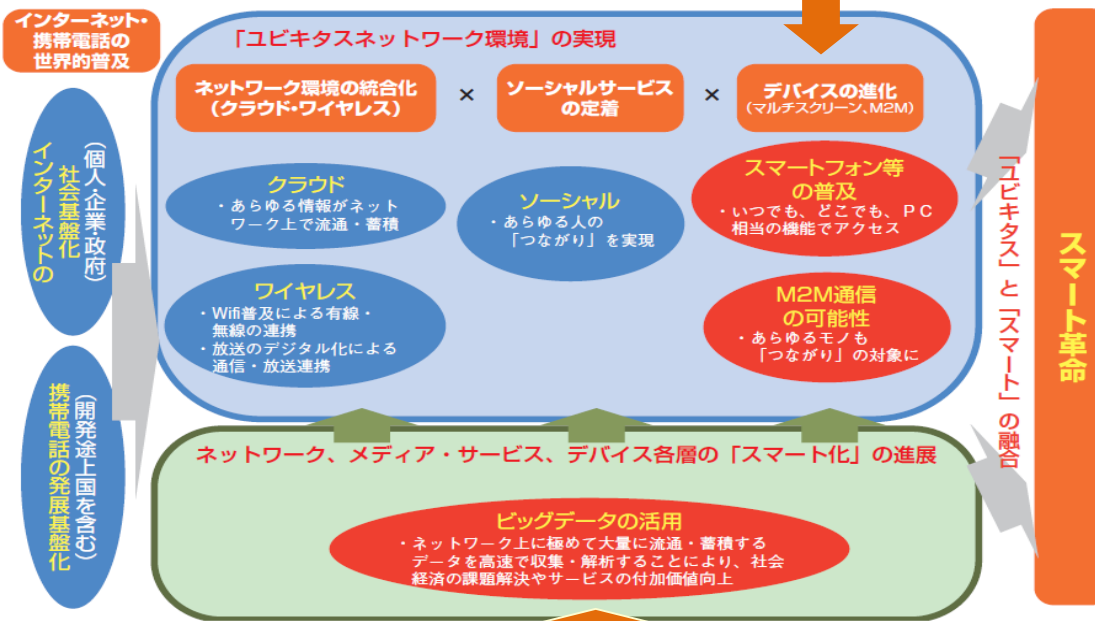 インターネット・
携帯電話の
世界的普及
インターネットの
社会基盤化
(個人・企業・政府)
携帯電話の発展基盤化
(開発途上国を含む)
「ユビキタスネットワーク環境」の実現
ネットワーク環境の統合化
(クラウド・ワイヤレス)
×
ソーシャルサービス
の定着
×
デバイスの進化
(マルチスクリーン、M2M)
クラウド
・あらゆる情報がネット
ワーク上で流通・蓄積
ワイヤレス
・Wifi普及による有線・
無線の連携
・放送のデジタル化による
通信・放送連携
ソーシャル
・あらゆる人の
「つながり」を実現
スマートフォン等
の普及
・いつでも、どこでも、PC
相当の機能でアクセス
M2M通信
の可能性
・あらゆるモノも
「つながり」の対象に
ネットワーク、メディア・サービス、デバイス各層の「スマート化」の進展
ビッグデータの活用
・ネットワーク上に極めて大量に流通・蓄積する
データを高速で収集・解析することにより、社会
経済の課題解決やサービスの付加価値向上
「ユビキタス」と「スマート」の融合
スマート革命